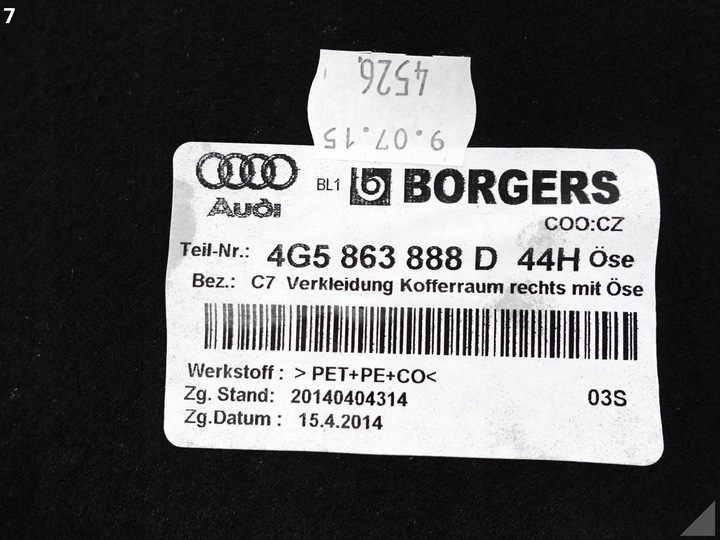 7
4526
9.07.15
Audi
BL1 BORGERS
COO:CZ
Teil-Nr.: 4G5 863 888 D 44H Öse
Bez.: C7 Verkleidung Kofferraum rechts mit Öse
Werkstoff : > PET+PE+CO<
Zg. Stand: 20140404314 03S
Zg.Datum : 15.4.2014